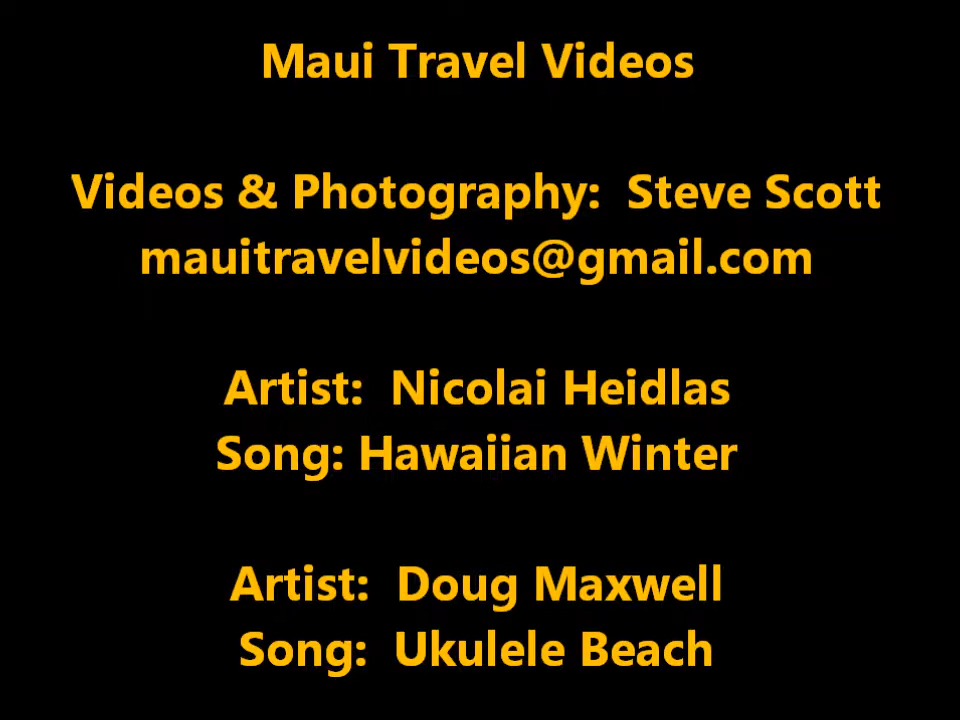 Maui Travel Videos
Videos & Photography:  Steve Scott
mauitravelvideos@gmail.com
Artist:  Nicolai Heidlas
Song: Hawaiian Winter
Artist:  Doug Maxwell
Song:  Ukulele Beach